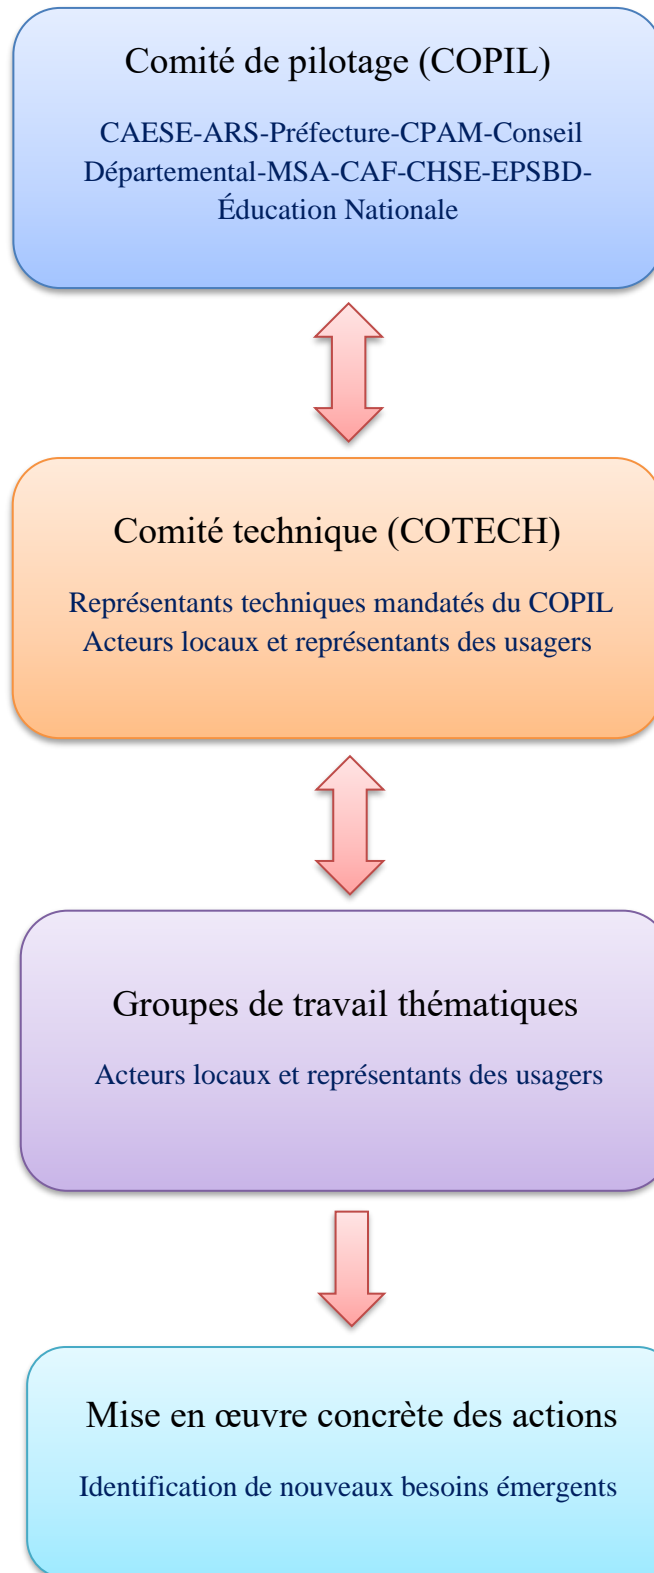 Comité de pilotage (COPIL)
CAESE-ARS-Préfecture-CPAM-Conseil
Départemental-MSA-CAF-CHSE-EPSBD-
Éducation Nationale
Comité technique (COTECH)
Représentants techniques mandatés du COPIL
Acteurs locaux et représentants des usagers
Groupes de travail thématiques
Acteurs locaux et représentants des usagers
Mise en œuvre concrète des actions
Identification de nouveaux besoins émergents